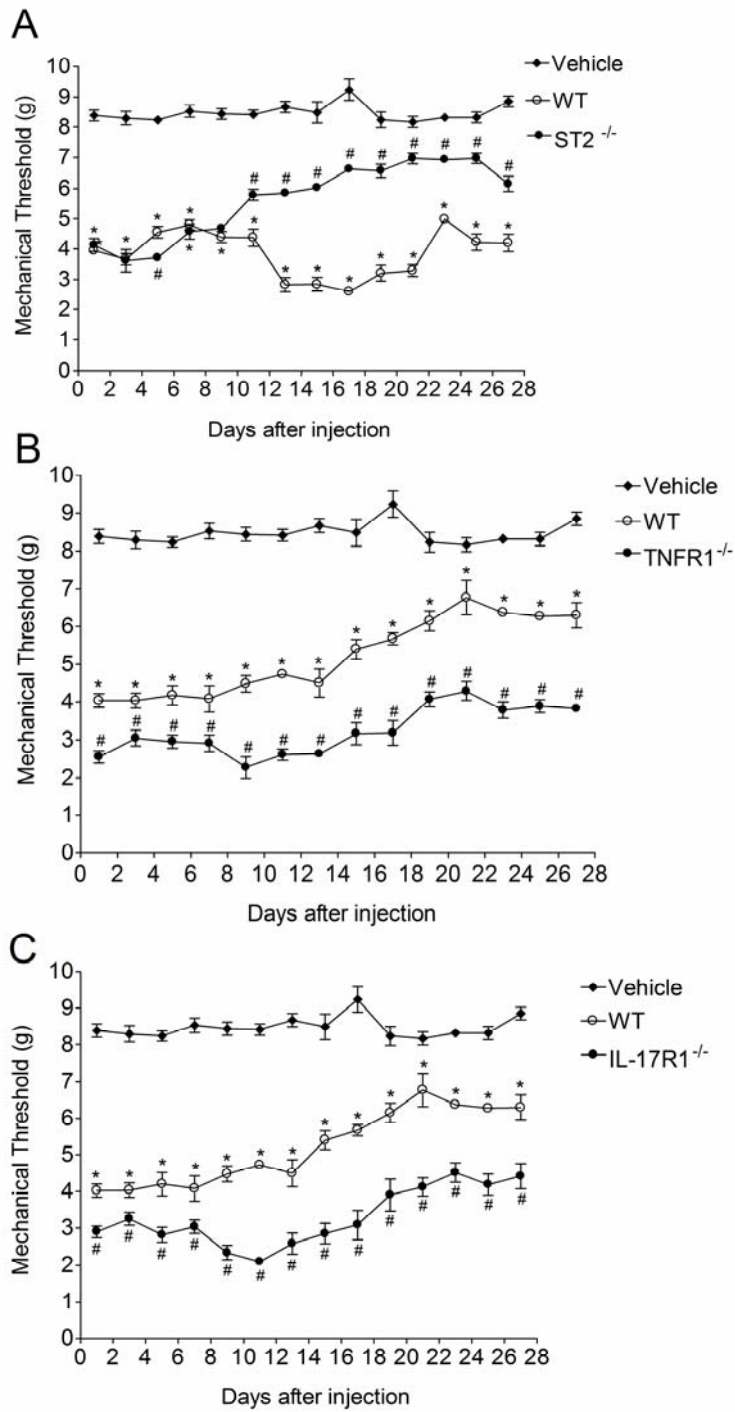 A
Vehicle
WT
ST2 -/-
Mechanical Threshold (g)
10
9
8
7
6
5
4
3
2
1
0
# # # # # # # # #
* * * * * *
* * #
* * * * * * * *
0 2 4 6 8 10 12 14 16 18 20 22 24 26 28
Days after injection
B
Vehicle
WT
TNFR1-/-
Mechanical Threshold (g)
10
9
8
7
6
5
4
3
2
1
0
* * * * * * * * * * * * * *
# # # # # # # # # # # # # #
0 2 4 6 8 10 12 14 16 18 20 22 24 26 28
Days after injection
C
Vehicle
WT
IL-17R1-/-
Mechanical Threshold (g)
10
9
8
7
6
5
4
3
2
1
0
* * * * * * * * * * * * * *
# # # # # # # # # # # # # #
0 2 4 6 8 10 12 14 16 18 20 22 24 26 28
Days after injection